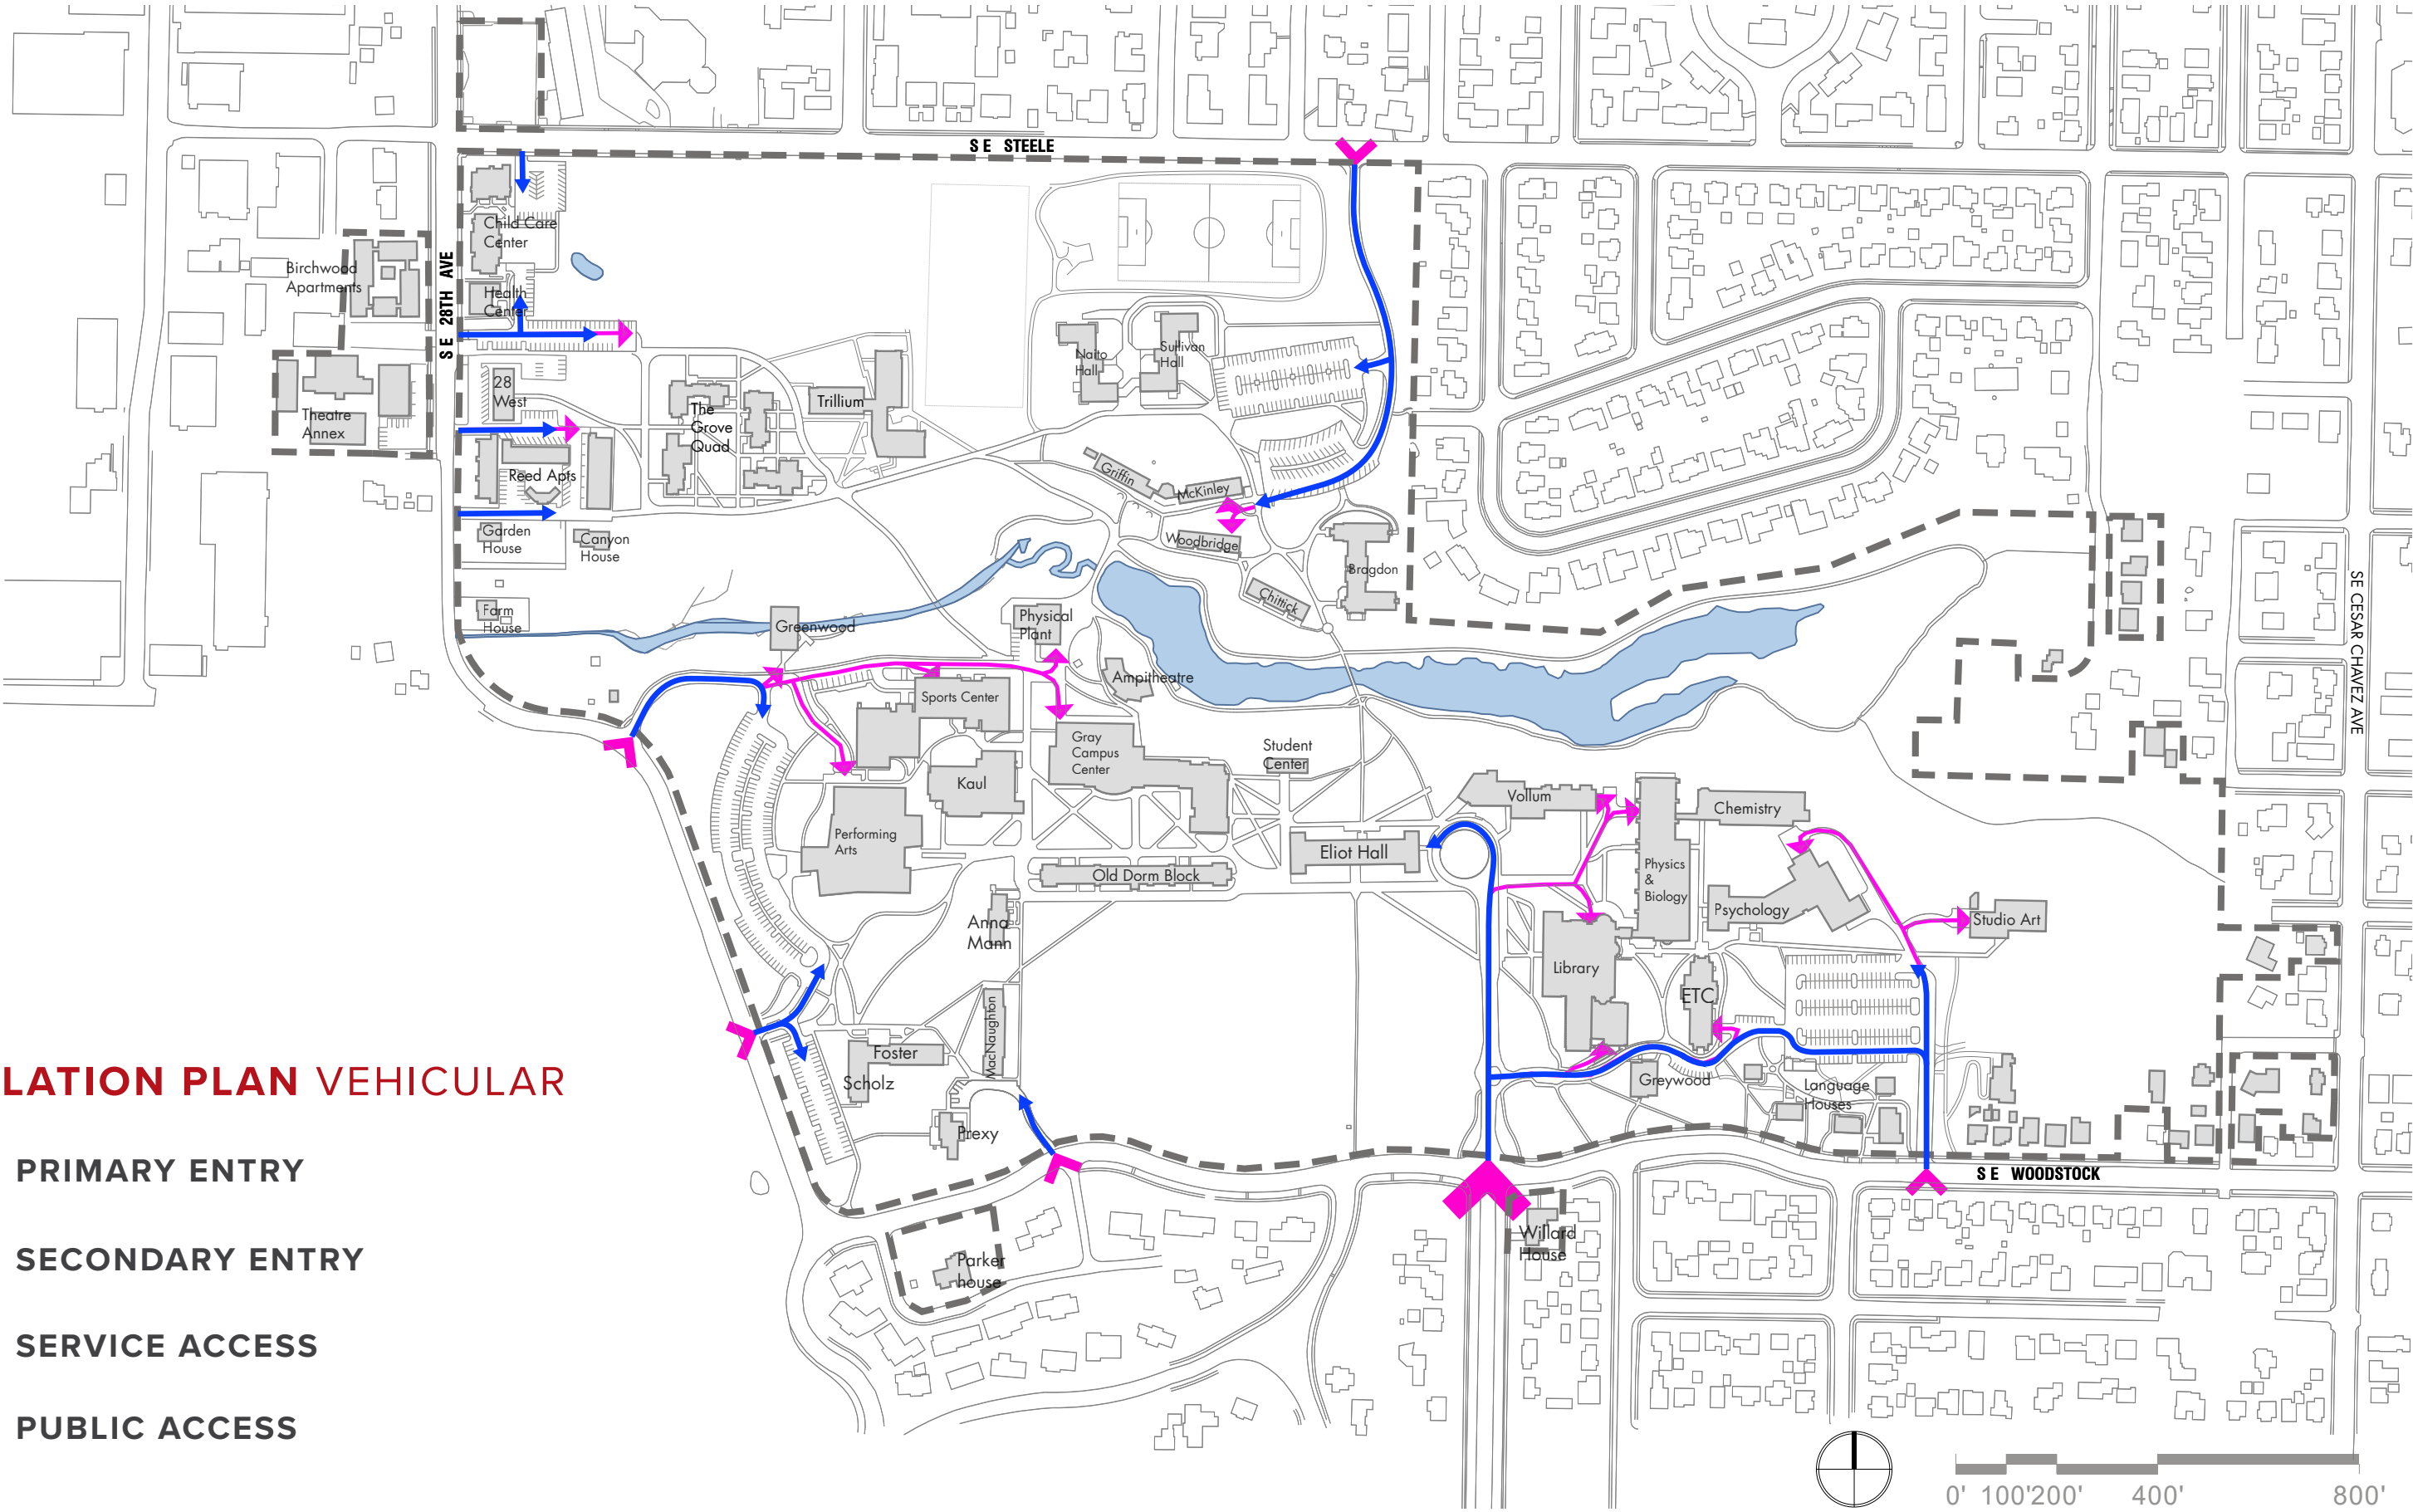 S E STEELE
Child Care
Center
Birchwood
Apartments
S E 28TH AVE
Health
Center
28
West
Theatre
Annex
The
Grove
Quad
Trillium
Naito
Hall
Sullivan
Hall
Reed Apts
Griffin
McKinley
Garden
House
Canyon
House
Woodbridge
Bragdon
Chittick
Farm
House
Greenwood
Physical
Plant
SE CESAR CHAVEZ AVE
Ampitheatre
Sports Center
Gray
Campus
Center
Student
Center
Kaul
Vollum
Chemistry
Performing
Arts
Eliot Hall
Physics
&
Biology
Old Dorm Block
Psychology
Studio Art
Anna
Mann
Library
ETC
MacNaughton
Foster
Scholz
Greywood
Language
Houses
Prexy
S E WOODSTOCK
Willard
House
Parker
house
LATION PLAN VEHICULAR
PRIMARY ENTRY
SECONDARY ENTRY
SERVICE ACCESS
PUBLIC ACCESS
0' 100' 200' 400' 800'